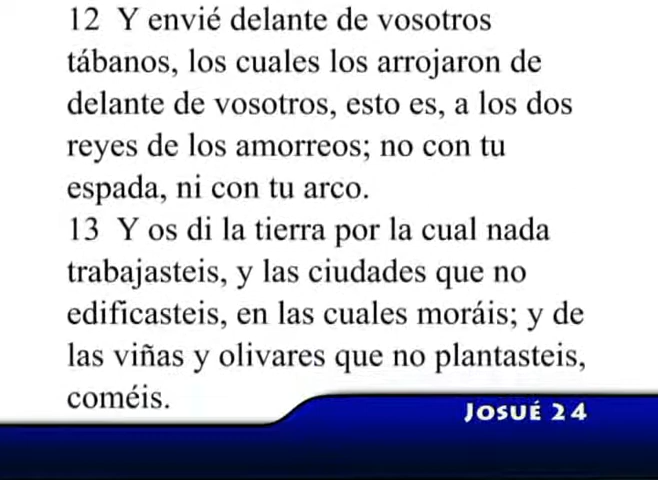 12 Y envié delante de vosotros
tábanos, los cuales los arrojaron de
delante de vosotros, esto es, a los dos
reyes de los amorreos; no con tu
espada, ni con tu arco.
13 Y os di la tierra por la cual nada
trabajasteis, y las ciudades que no
edificasteis, en las cuales moráis; y de
las viñas y olivares que no plantasteis,
coméis.
JOSUÉ 24